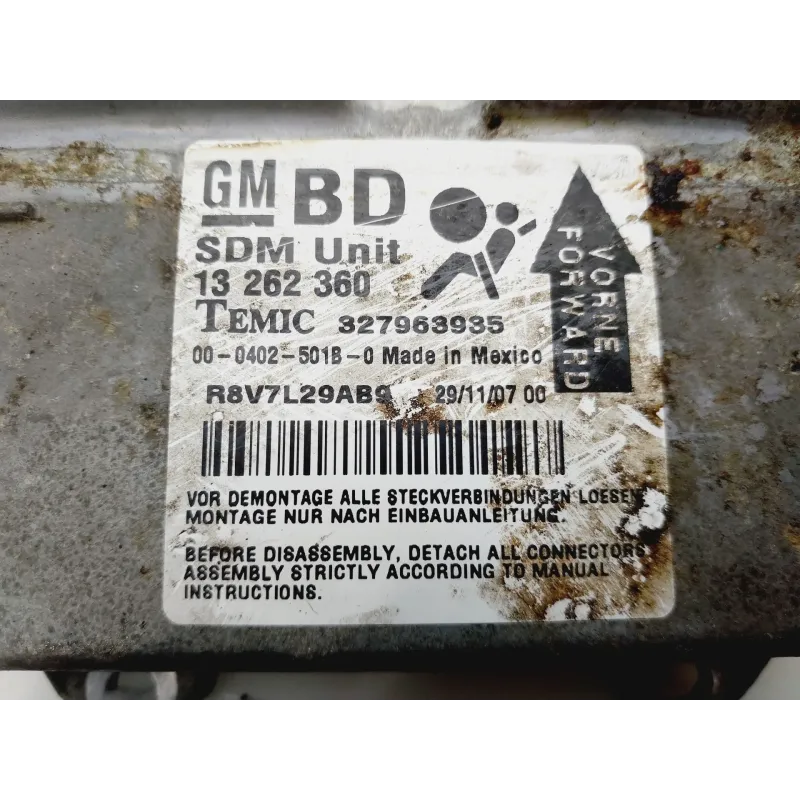 GM BD
SDM Unit
13 262 360
TEMIC 327963935
00-0402-501B-0 Made in Mexico
R8V7L29AB9 29/11/07 00
VORNE
FORWARD
VOR DEMONTAGE ALLE STECKVERBINDUNGEN LOESEN
MONTAGE NUR NACH EINBAUANLEITUNG.
BEFORE DISASSEMBLY, DETACH ALL CONNECTORS
ASSEMBLY STRICTLY ACCORDING TO MANUAL
INSTRUCTIONS.